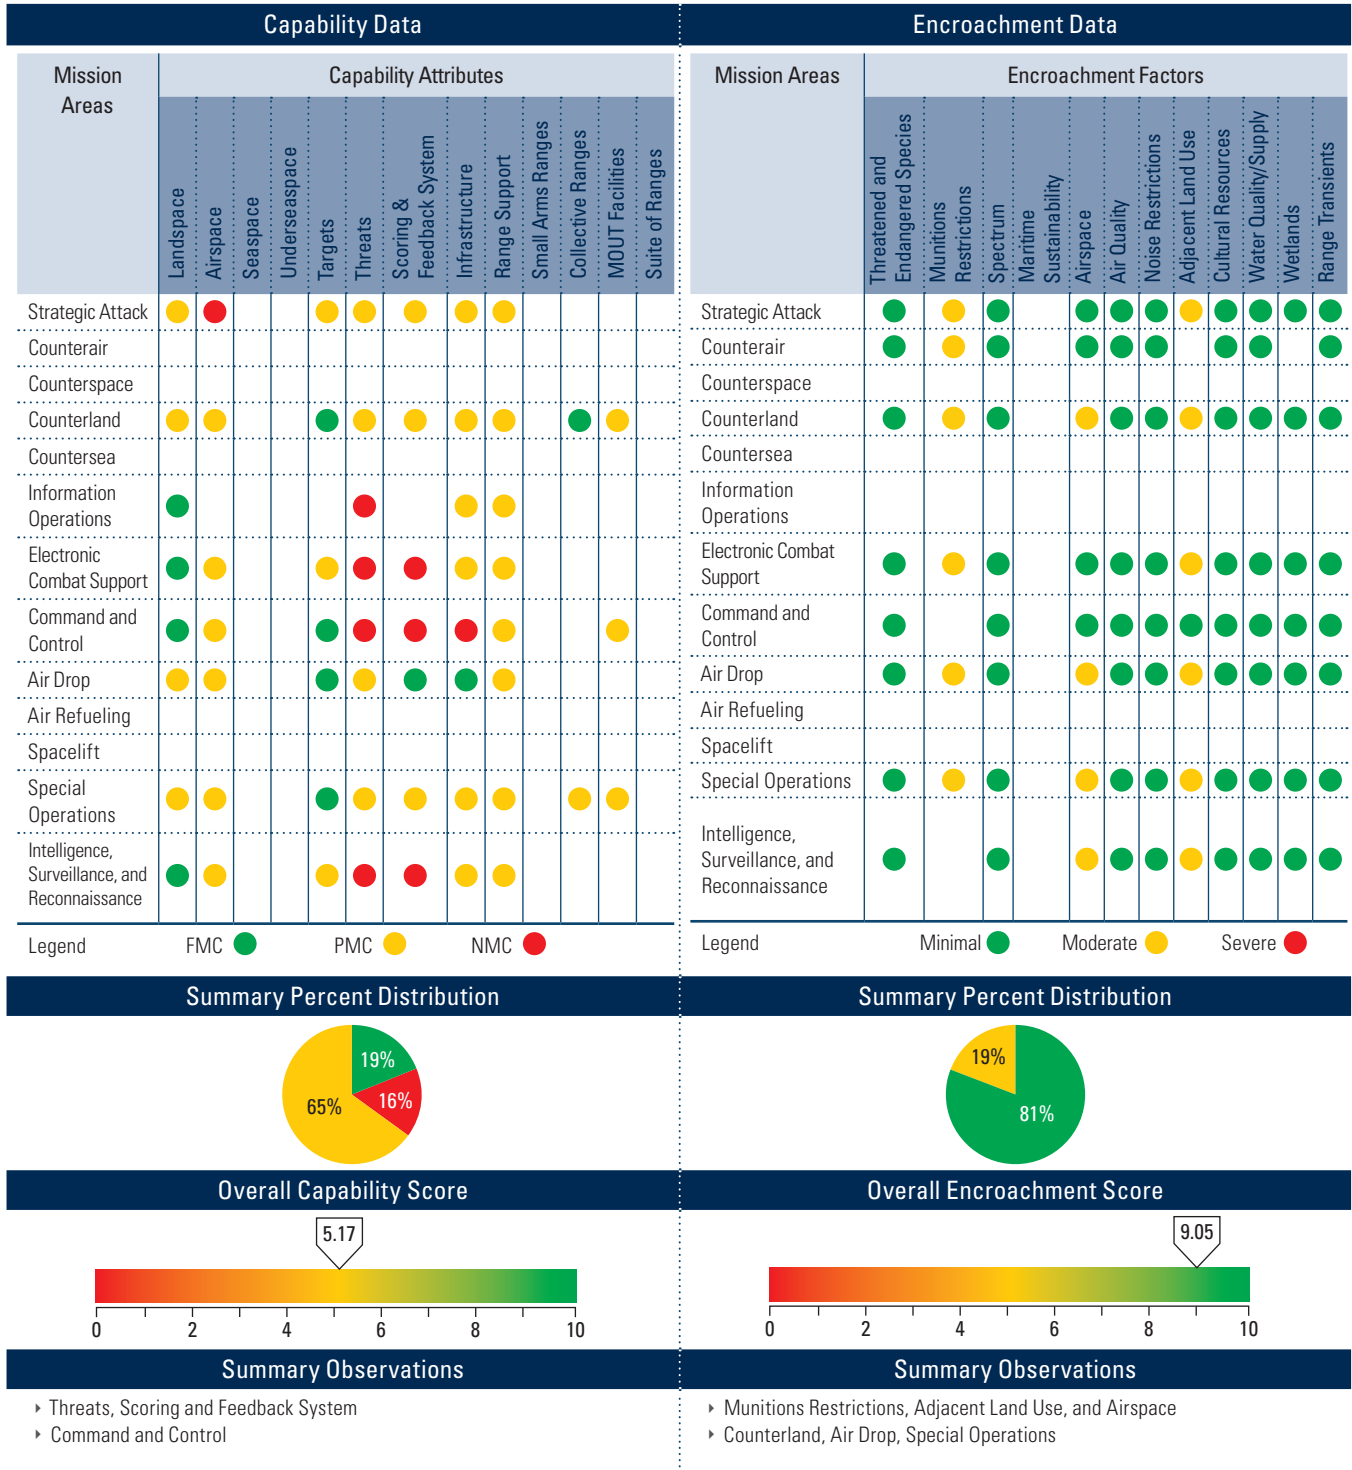 Capability Data
Mission
Areas
Capability Attributes
Landspace
Airspace
Seaspace
Underseaspace
Targets
Threats
Scoring &
Feedback System
Infrastructure
Range Support
Small Arms Ranges
Collective Ranges
MOUT Facilities
Suite of Ranges
Strategic Attack
Counterair
Counterspace
Counterland
Countersea
Information
Operations
Electronic
Combat Support
Command and
Control
Air Drop
Air Refueling
Spacelift
Special
Operations
Intelligence,
Surveillance, and
Reconnaissance
Legend FMC PMC NMC
Summary Percent Distribution
19%
16%
65%
Overall Capability Score
5.17
0 2 4 6 8 10
Summary Observations
‣ Threats, Scoring and Feedback System
‣ Command and Control
Encroachment Data
Mission Areas
Encroachment Factors
Threatened and
Endangered Species
Munitions
Restrictions
Spectrum
Maritime
Sustainability
Airspace
Air Quality
Noise Restrictions
Adjacent Land Use
Cultural Resources
Water Quality/Supply
Wetlands
Range Transients
Strategic Attack
Counterair
Counterspace
Counterland
Countersea
Information
Operations
Electronic Combat
Support
Command and
Control
Air Drop
Air Refueling
Spacelift
Special Operations
Intelligence,
Surveillance, and
Reconnaissance
Legend Minimal Moderate Severe
Summary Percent Distribution
19%
81%
Overall Encroachment Score
9.05
0 2 4 6 8 10
Summary Observations
‣ Munitions Restrictions, Adjacent Land Use, and Airspace
‣ Counterland, Air Drop, Special Operations